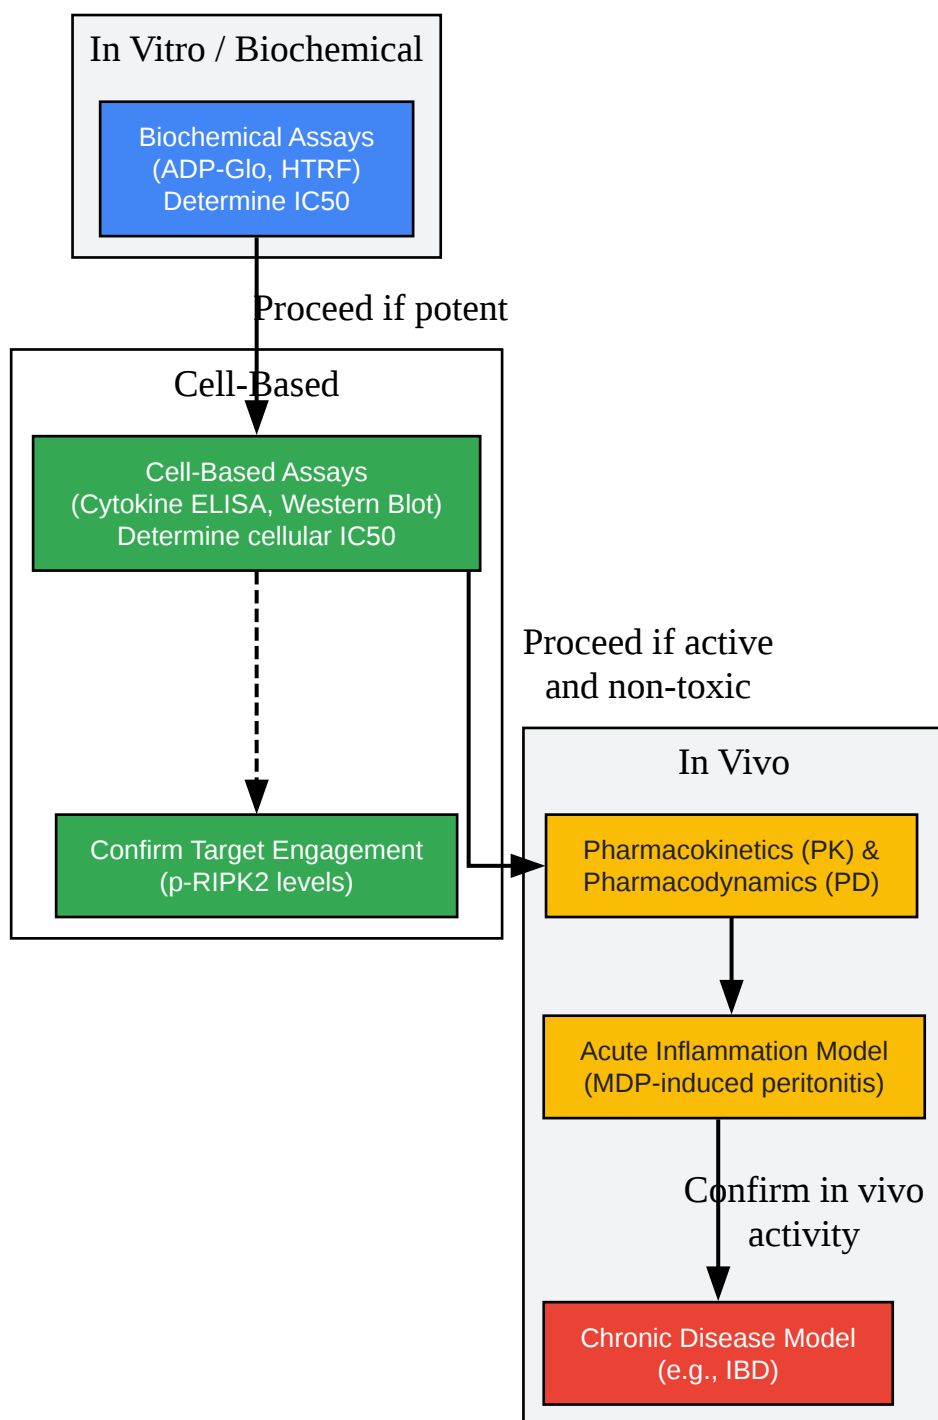 In Vitro / Biochemical
Biochemical Assays
(ADP-Glo, HTRF)
Determine IC50
Proceed if potent
Cell-Based
Cell-Based Assays
(Cytokine ELISA, Western Blot)
Determine cellular IC50
Proceed if active
and non-toxic
In Vivo
Confirm Target Engagement
(p-RIPK2 levels)
Pharmacokinetics (PK) &
Pharmacodynamics (PD)
Acute Inflammation Model
(MDP-induced peritonitis)
Confirm in vivo
activity
Chronic Disease Model
(e.g., IBD)